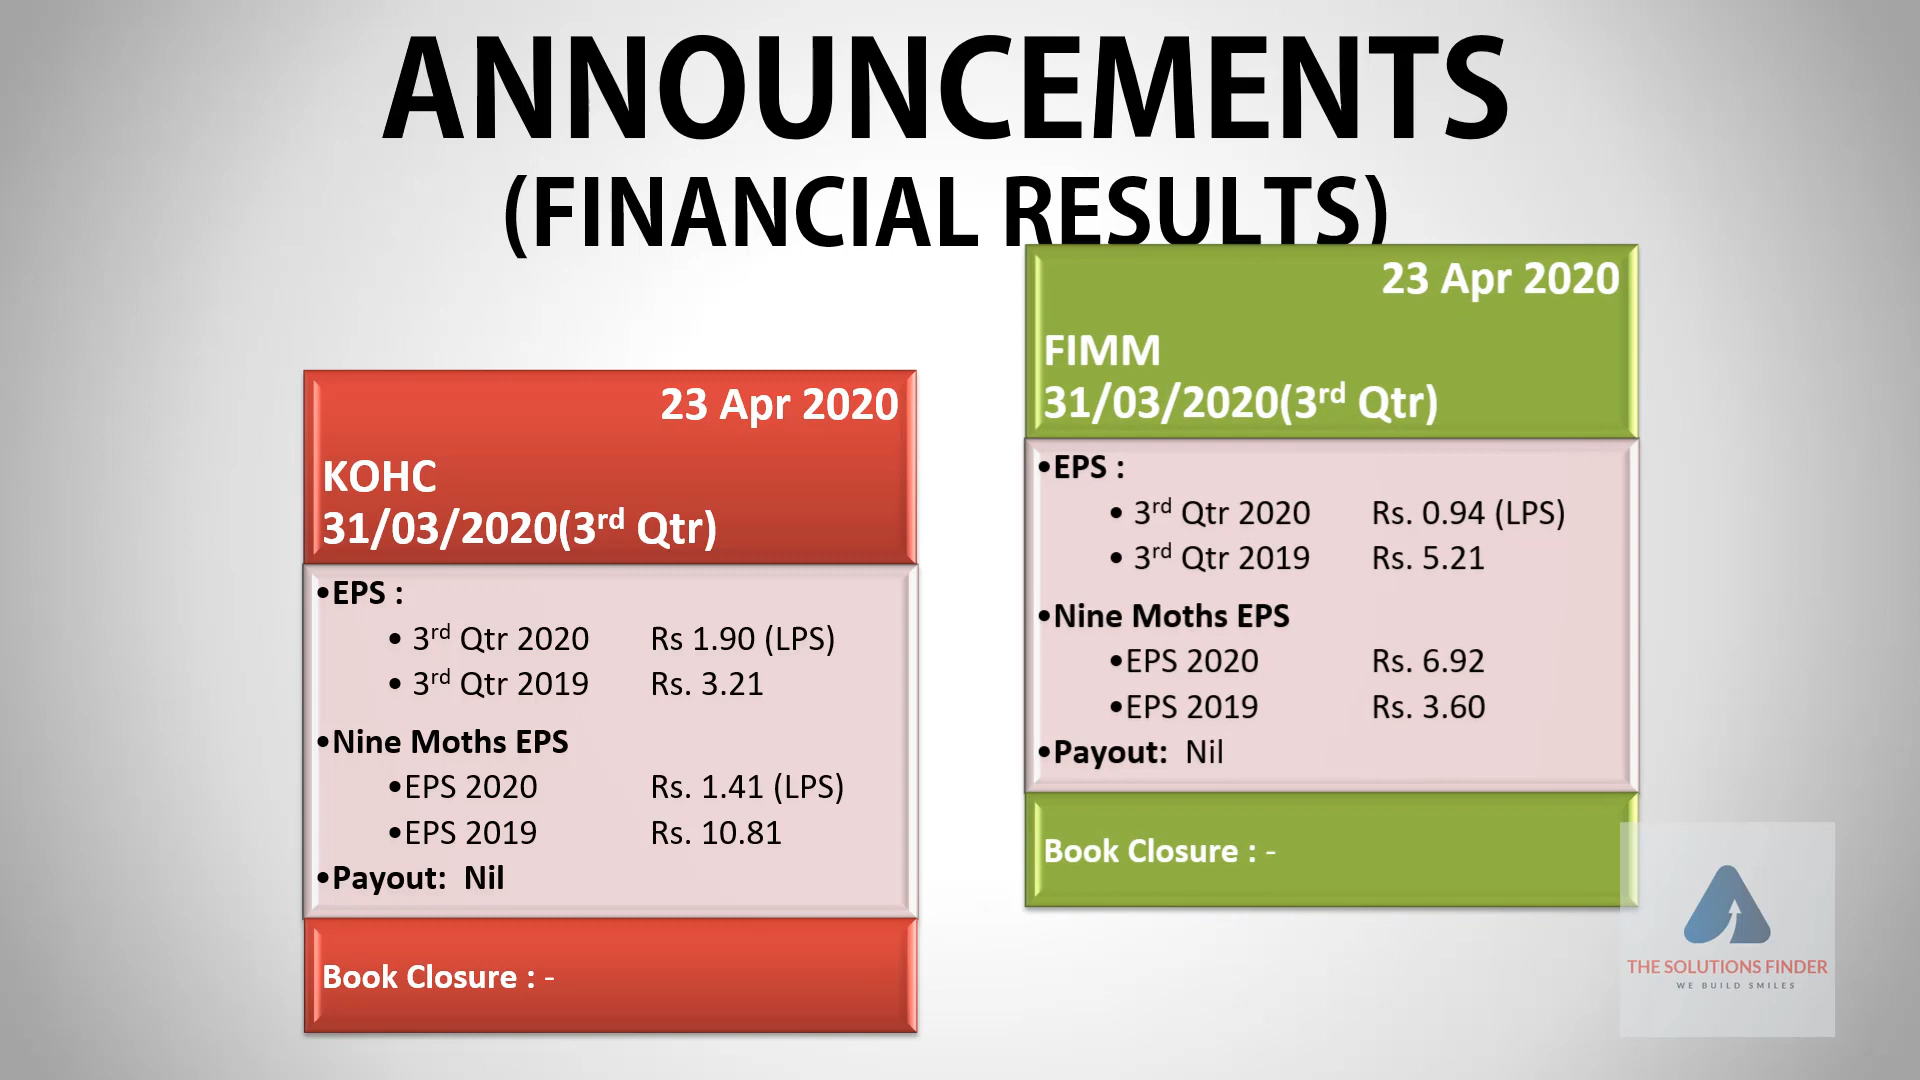 ANNOUNCEMENTS
(FINANCIAL RESULTS)
23 Apr 2020
KOHC
31/03/2020(3rd Qtr)
•EPS :
• 3rd Qtr 2020 Rs 1.90 (LPS)
• 3rd Qtr 2019 Rs. 3.21
•Nine Moths EPS
•EPS 2020 Rs. 1.41 (LPS)
•EPS 2019 Rs. 10.81
•Payout: Nil
Book Closure : -
23 Apr 2020
FIMM
31/03/2020(3rd Qtr)
•EPS :
• 3rd Qtr 2020 Rs. 0.94 (LPS)
• 3rd Qtr 2019 Rs. 5.21
•Nine Moths EPS
•EPS 2020 Rs. 6.92
•EPS 2019 Rs. 3.60
•Payout: Nil
Book Closure : -
THE SOLUTIONS FINDER
WE BUILD SMILES